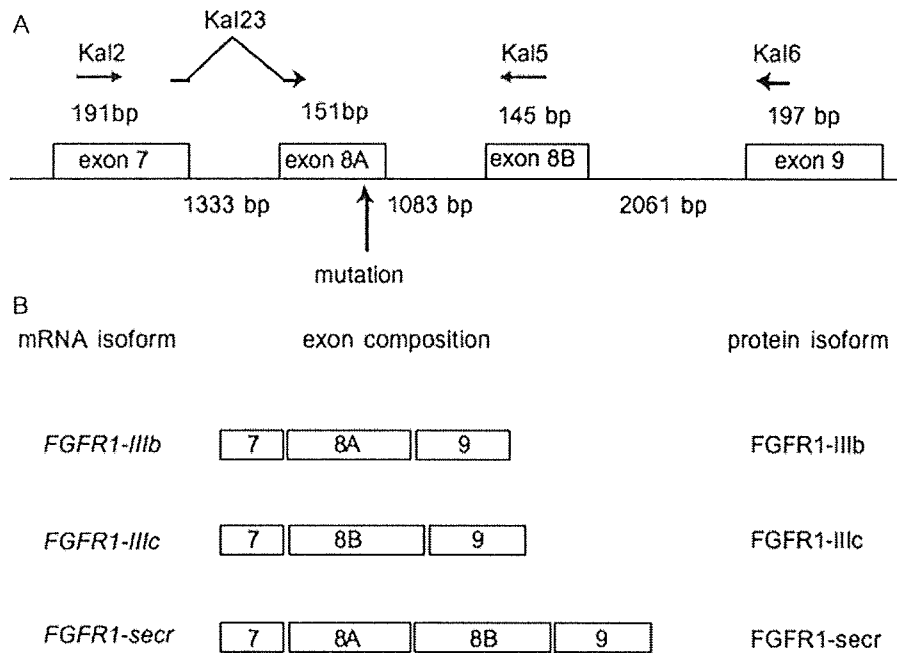 A
Kal23
Kal2 Kal5 Kal6
191bp 151bp 145 bp 197 bp
exon 7 exon 8A exon 8B exon 9
1333 bp 1083 bp 2061 bp
mutation
B
mRNA isoform exon composition protein isoform
FGFR1-IIIb 7 8A 9 FGFR1-IIIb
FGFR1-IIIc 7 8B 9 FGFR1-IIIc
FGFR1-secr 7 8A 8B 9 FGFR1-secr